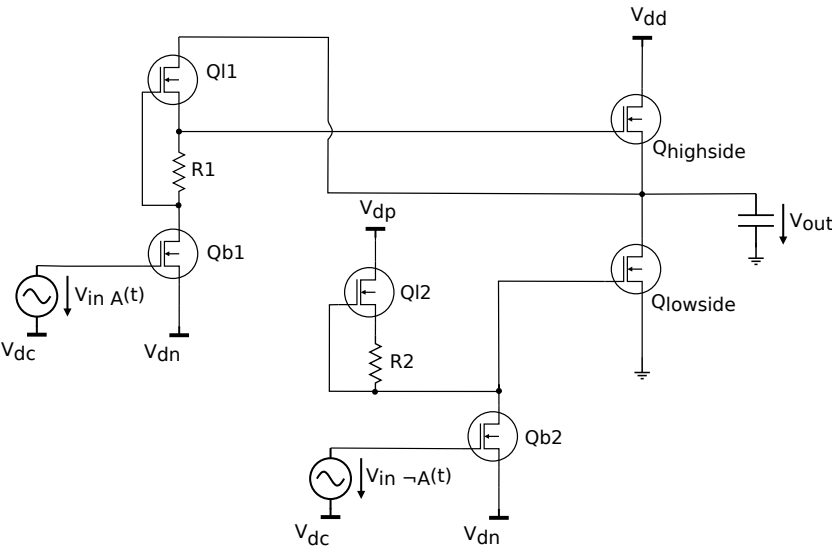 Vdd
Ql1
Qhighside
R1
Vdp
Vout
Qb1
Ql2
Vin A(t)
Qlowside
Vdc
Vdn
R2
Qb2
Vin ¬A(t)
Vdc
Vdn